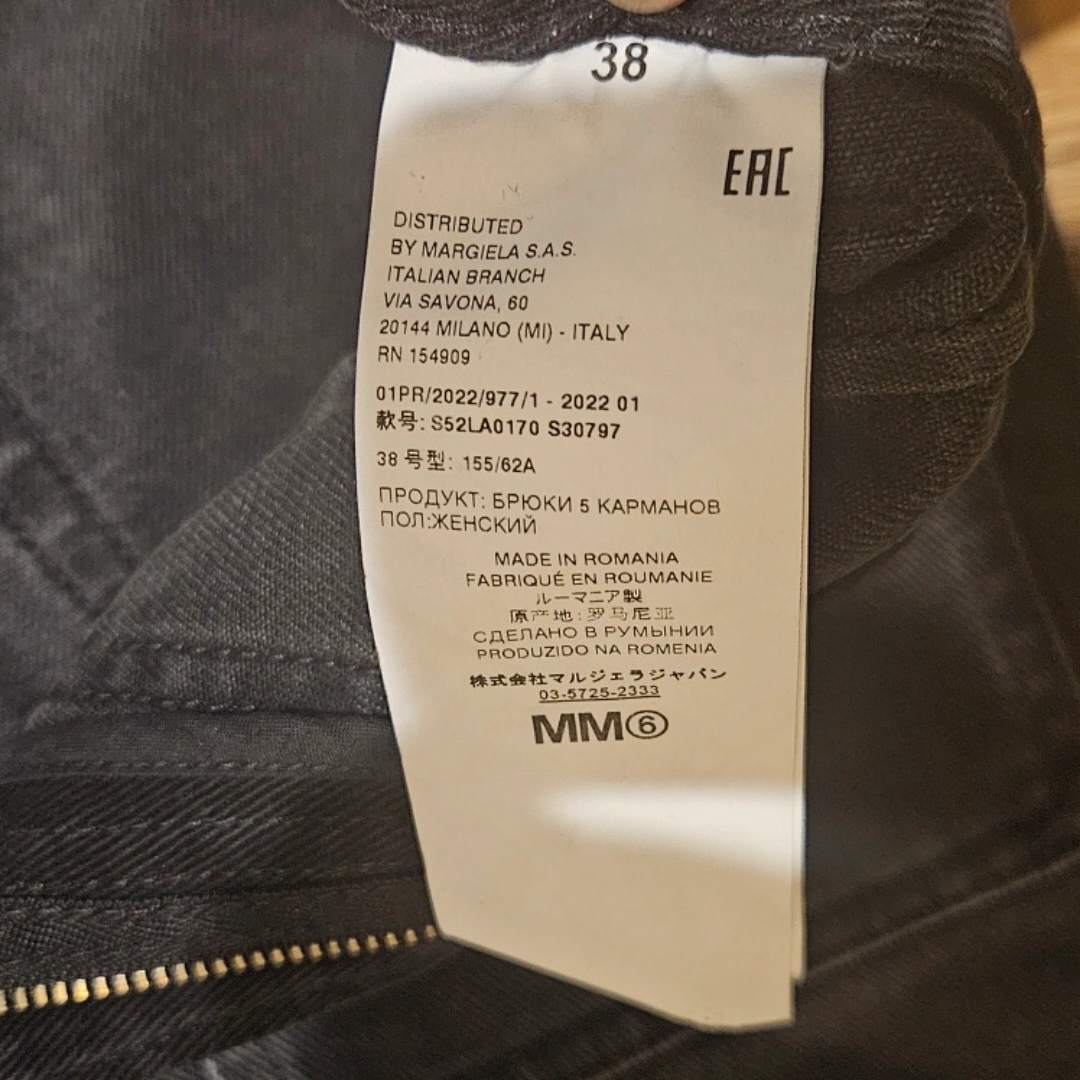 38
EAC
DISTRIBUTED
BY MARGIELA S.A.S.
ITALIAN BRANCH
VIA SAVONA, 60
20144 MILANO (MI) - ITALY
RN 154909
01PR/2022/977/1 - 2022 01
款号: S52LA0170 S30797
38 号型: 155/62A
ПРОДУКТ: БРЮКИ 5 КАРМАНОВ
ПОЛ:ЖЕНСКИЙ
MADE IN ROMANIA
FABRIQUÉ EN ROUMANIE
ルーマニア製
原产地: 罗马尼亚
СДЕЛАНО В РУМЫНИИ
PRODUZIDO NA ROMENIA
株式会社マルジェラジャパン
03-5725-2333
MM⑥